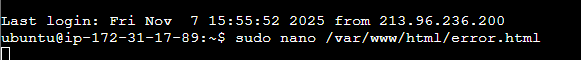 Last login: Fri Nov  7 15:55:52 2025 from 213.96.236.200
ubuntu@ip-172-31-17-89:~$ sudo nano /var/www/html/error.html